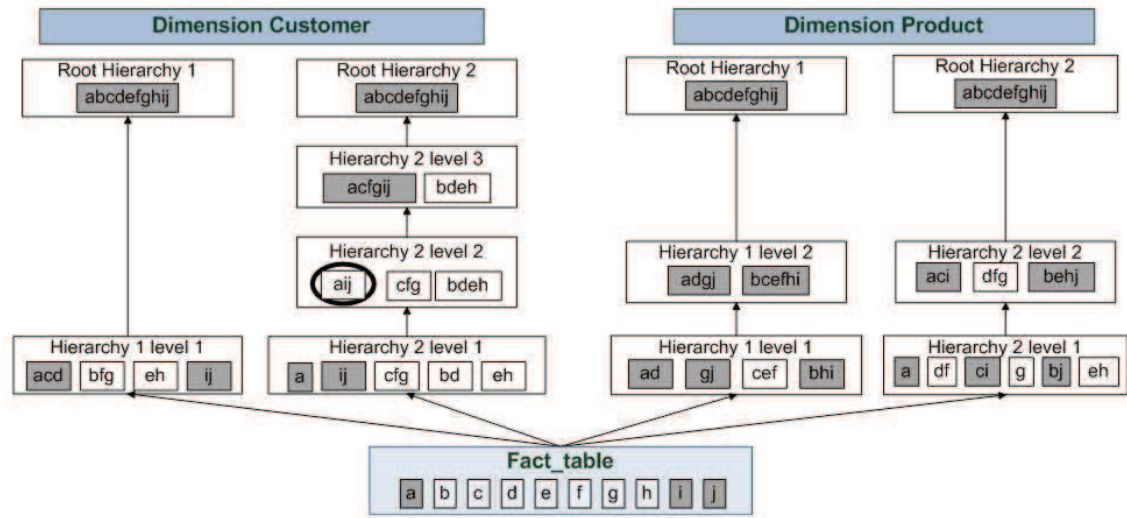 Dimension Customer
Dimension Product
Root Hierarchy 1
abcdefghij
Root Hierarchy 2
abcdefghij
Root Hierarchy 1
abcdefghij
Root Hierarchy 2
abcdefghij
Hierarchy 2 level 3
acfgij bdeh
Hierarchy 2 level 2
aij cfg bdeh
Hierarchy 1 level 2
adgj bcefhi
Hierarchy 2 level 2
aci dfg behj
Hierarchy 1 level 1
acd bfg eh ij
Hierarchy 2 level 1
a ij cfg bd eh
Hierarchy 1 level 1
ad gj cef bhi
Hierarchy 2 level 1
a df ci g bj eh
Fact_table
a b c d e f g h i j